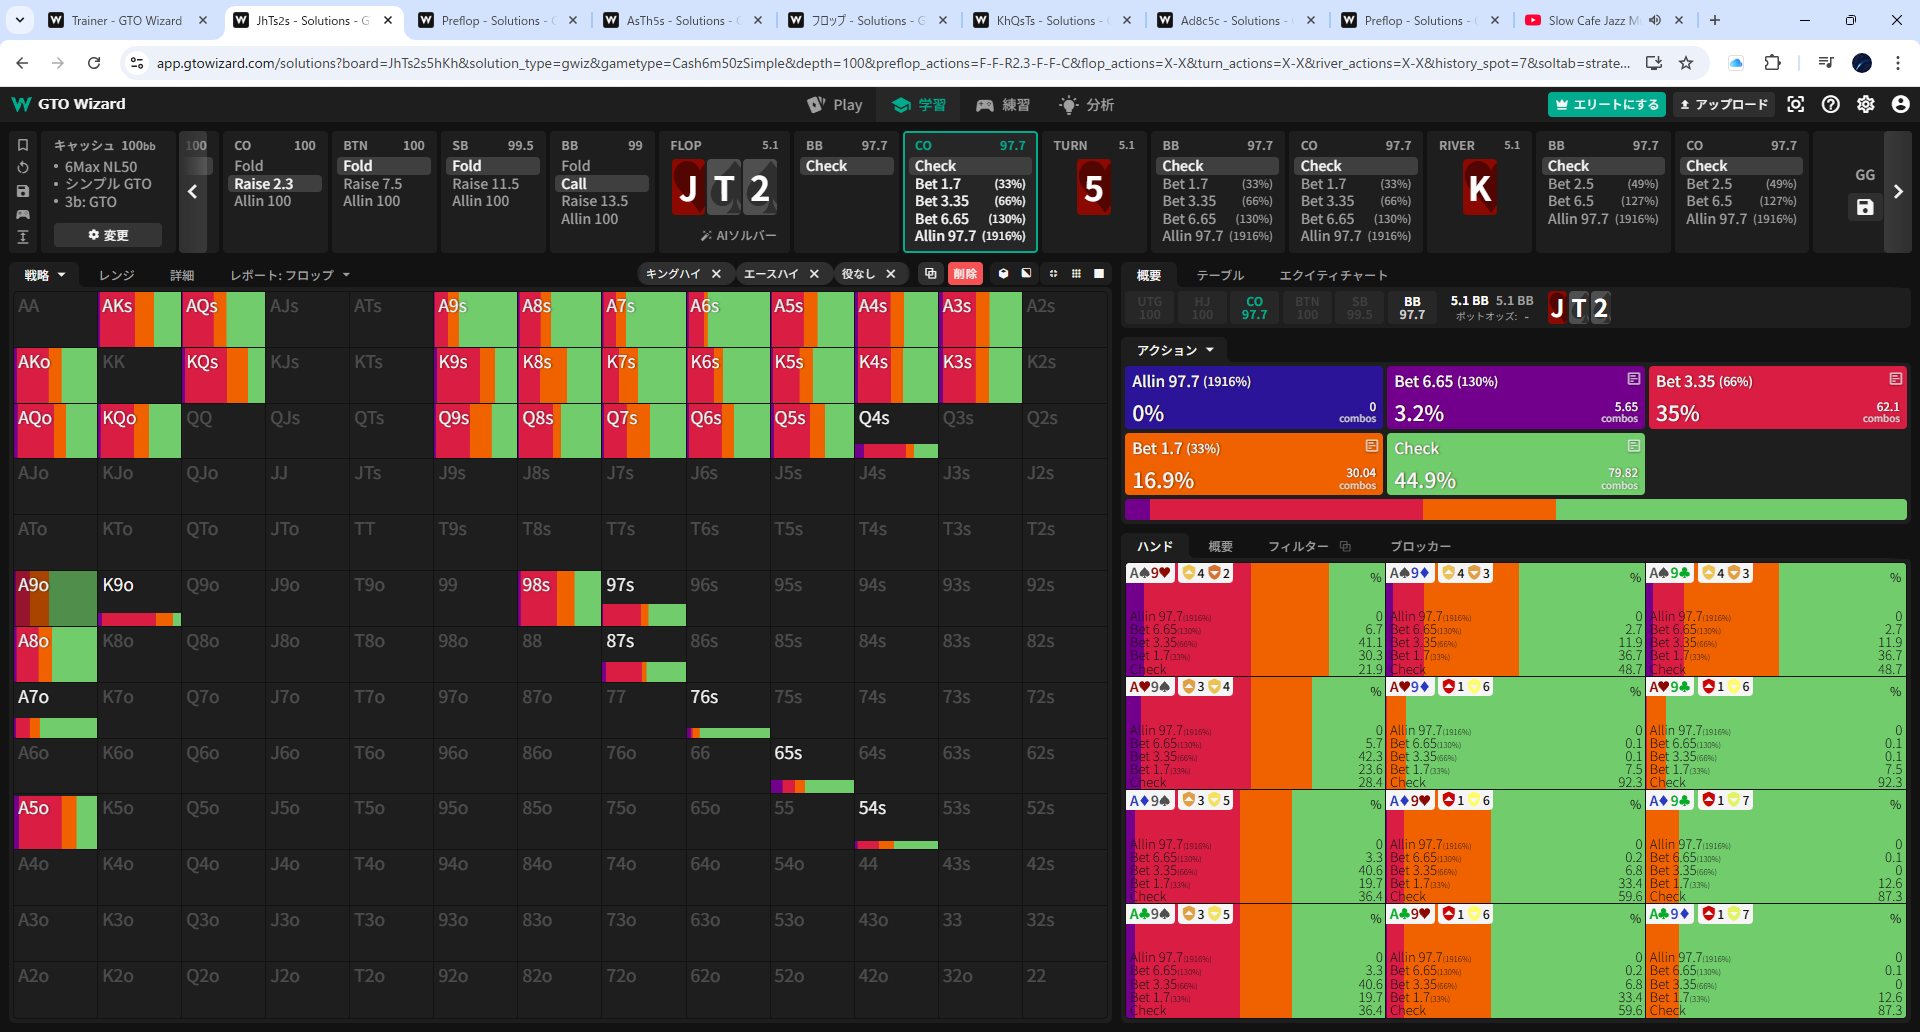 Trainer - GTO Wizard
JhTs2s - Solutions - G
Preflop - Solutions -
AsTh5s - Solutions -
フロップ - Solutions - G
KhQsTs - Solutions -
Ad8c5c - Solutions -
Preflop - Solutions -
Slow Cafe Jazz M
app.gtowizard.com/solutions?board=JhTs2s5hKh&solution_type=gwiz&gametype=Cash6m50zSimple&depth=100&preflop_actions=F-F-R2.3-F-F-C&flop_actions=X-X&turn_actions=X-X&river_actions=X-X&history_spot=7&soltab=strate...
GTO Wizard
Play
学習
練習
分析
エリートにする
アップロード
キャッシュ 100bb
• 6Max NL50
• シンプル GTO
• 3b: GTO
変更
100
CO 100
Fold
Raise 2.3
Allin 100
BTN 100
Fold
Raise 7.5
Allin 100
SB 99.5
Fold
Raise 11.5
Allin 100
BB 99
Fold
Call
Raise 13.5
Allin 100
FLOP 5.1
J T 2
AIソルバー
BB 97.7
Check
CO 97.7
Check
Bet 1.7 (33%)
Bet 3.35 (66%)
Bet 6.65 (130%)
Allin 97.7 (1916%)
TURN 5.1
5
BB 97.7
Check
Bet 1.7 (33%)
Bet 3.35 (66%)
Bet 6.65 (130%)
Allin 97.7 (1916%)
CO 97.7
Check
Bet 1.7 (33%)
Bet 3.35 (66%)
Bet 6.65 (130%)
Allin 97.7 (1916%)
RIVER 5.1
K
BB 97.7
Check
Bet 2.5 (49%)
Bet 6.5 (127%)
Allin 97.7 (1916%)
CO 97.7
Check
Bet 2.5 (49%)
Bet 6.5 (127%)
Allin 97.7 (1916%)
GG
戦略 レンジ 詳細 レポート: フロップ
キングハイ エースハイ 役なし 削除
AA AKs AQs AJs ATs A9s A8s A7s A6s A5s A4s A3s A2s
AKo KK KQs KJs KTs K9s K8s K7s K6s K5s K4s K3s K2s
AQo KQo QQ QJs QTs Q9s Q8s Q7s Q6s Q5s Q4s Q3s Q2s
AJo KJo QJo JJ JTs J9s J8s J7s J6s J5s J4s J3s J2s
ATo KTo QTo JTo TT T9s T8s T7s T6s T5s T4s T3s T2s
A9o K9o Q9o J9o T9o 99 98s 97s 96s 95s 94s 93s 92s
A8o K8o Q8o J8o T8o 98o 88 87s 86s 85s 84s 83s 82s
A7o K7o Q7o J7o T7o 97o 87o 77 76s 75s 74s 73s 72s
A6o K6o Q6o J6o T6o 96o 86o 76o 66 65s 64s 63s 62s
A5o K5o Q5o J5o T5o 95o 85o 75o 65o 55 54s 53s 52s
A4o K4o Q4o J4o T4o 94o 84o 74o 64o 54o 44 43s 42s
A3o K3o Q3o J3o T3o 93o 83o 73o 63o 53o 43o 33 32s
A2o K2o Q2o J2o T2o 92o 82o 72o 62o 52o 42o 32o 22
概要 テーブル エクイティチャート
UTG 100
HJ 100
CO 97.7
BTN 100
SB 99.5
BB 97.7
5.1 BB 5.1 BB
ポットオッズ: -
J T 2
アクション
Allin 97.7 (1916%)
0% 0 combos
Bet 6.65 (130%)
3.2% 5.65 combos
Bet 3.35 (66%)
35% 62.1 combos
Bet 1.7 (33%)
16.9% 30.04 combos
Check
44.9% 79.82 combos
ハンド 概要 フィルター ブロッカー
A♠9♥ 4 2 %
Allin 97.7(1916%) 0
Bet 6.65(130%) 6.7
Bet 3.35(66%) 41.1
Bet 1.7(33%) 30.3
Check 21.9
A♠9♦ 4 3 %
Allin 97.7(1916%) 0
Bet 6.65(130%) 2.7
Bet 3.35(66%) 11.9
Bet 1.7(33%) 36.7
Check 48.7
A♠9♣ 4 3 %
Allin 97.7(1916%) 0
Bet 6.65(130%) 2.7
Bet 3.35(66%) 11.9
Bet 1.7(33%) 36.7
Check 48.7
A♥9♠ 3 4 %
Allin 97.7(1916%) 0
Bet 6.65(130%) 5.7
Bet 3.35(66%) 42.3
Bet 1.7(33%) 23.6
Check 28.4
A♥9♦ 1 6 %
Allin 97.7(1916%) 0
Bet 6.65(130%) 0.1
Bet 3.35(66%) 0.1
Bet 1.7(33%) 7.5
Check 92.3
A♥9♣ 1 6 %
Allin 97.7(1916%) 0
Bet 6.65(130%) 0.1
Bet 3.35(66%) 0.1
Bet 1.7(33%) 7.5
Check 92.3
A♦9♠ 3 5 %
Allin 97.7(1916%) 0
Bet 6.65(130%) 3.3
Bet 3.35(66%) 40.6
Bet 1.7(33%) 19.7
Check 36.4
A♦9♥ 1 6 %
Allin 97.7(1916%) 0
Bet 6.65(130%) 0.2
Bet 3.35(66%) 6.8
Bet 1.7(33%) 33.4
Check 59.6
A♦9♣ 1 7 %
Allin 97.7(1916%) 0
Bet 6.65(130%) 0.1
Bet 3.35(66%) 0
Bet 1.7(33%) 12.6
Check 87.3
A♣9♠ 3 5 %
Allin 97.7(1916%) 0
Bet 6.65(130%) 3.3
Bet 3.35(66%) 40.6
Bet 1.7(33%) 19.7
Check 36.4
A♣9♥ 1 6 %
Allin 97.7(1916%) 0
Bet 6.65(130%) 0.2
Bet 3.35(66%) 6.8
Bet 1.7(33%) 33.4
Check 59.6
A♣9♦ 1 7 %
Allin 97.7(1916%) 0
Bet 6.65(130%) 0.1
Bet 3.35(66%) 0
Bet 1.7(33%) 12.6
Check 87.3